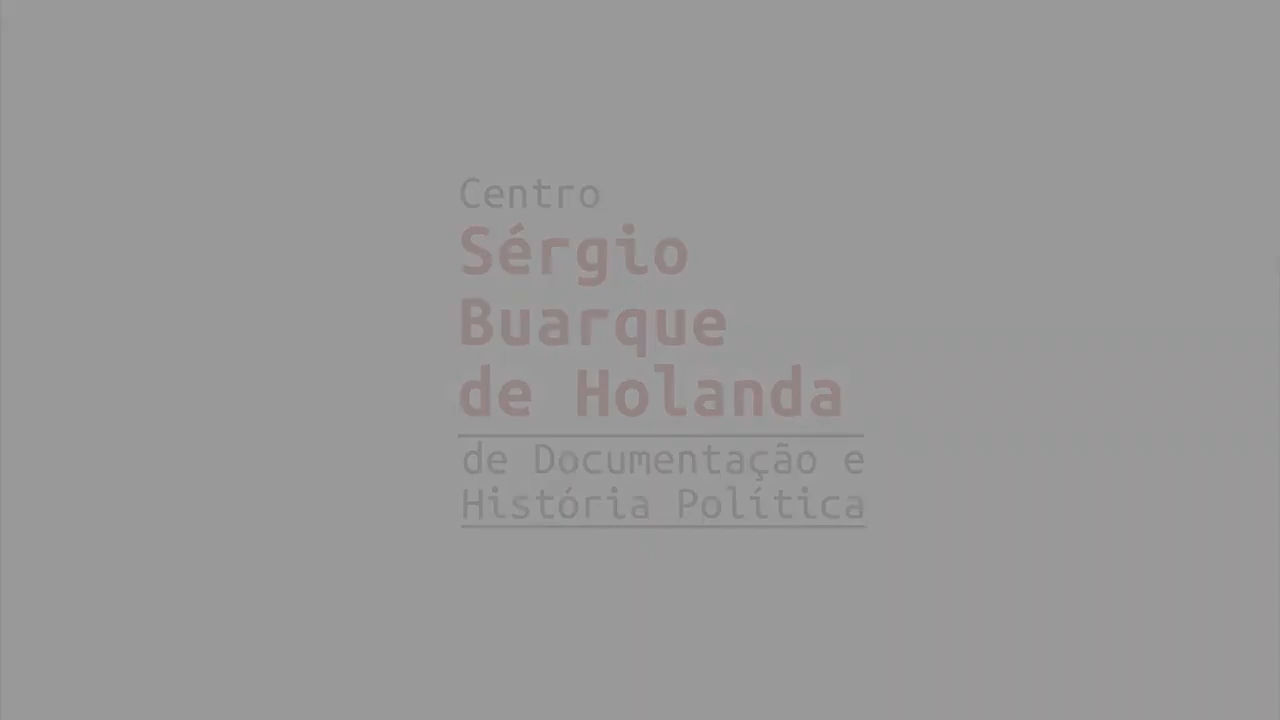 Centro
Sérgio
Buarque
de Holanda
de Documentação e
História Política